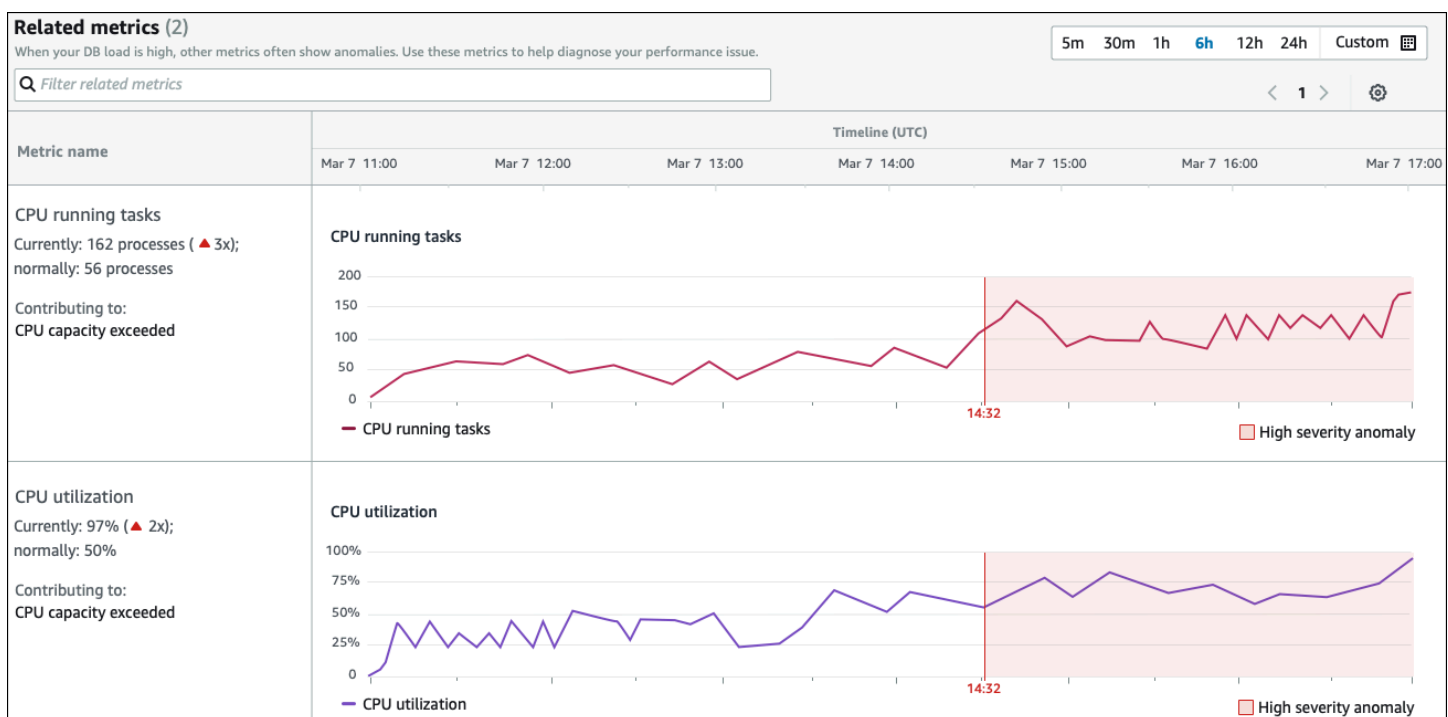 Related metrics (2)
When your DB load is high, other metrics often show anomalies. Use these metrics to help diagnose your performance issue.
5m 30m 1h 6h 12h 24h Custom
Filter related metrics
1
Metric name
Timeline (UTC)
Mar 7 11:00 Mar 7 12:00 Mar 7 13:00 Mar 7 14:00 Mar 7 15:00 Mar 7 16:00 Mar 7 17:00
CPU running tasks
Currently: 162 processes ( ▲ 3x);
normally: 56 processes
Contributing to:
CPU capacity exceeded
CPU running tasks
200
150
100
50
0
14:32
CPU running tasks
High severity anomaly
CPU utilization
Currently: 97% (▲ 2x);
normally: 50%
Contributing to:
CPU capacity exceeded
CPU utilization
100%
75%
50%
25%
0
14:32
CPU utilization
High severity anomaly